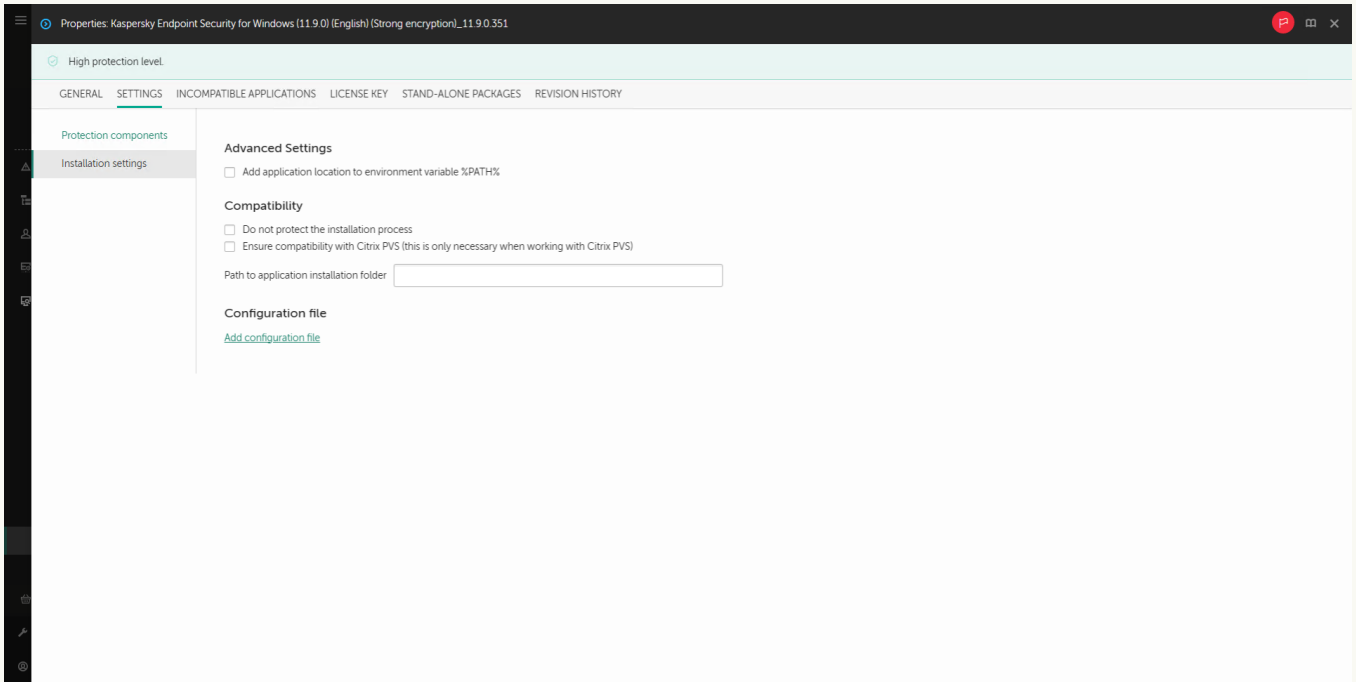 Properties: Kaspersky Endpoint Security for Windows (11.9.0) (English) (Strong encryption)_11.9.0.351
High protection level.
GENERAL SETTINGS INCOMPATIBLE APPLICATIONS LICENSE KEY STAND-ALONE PACKAGES REVISION HISTORY
Protection components
Installation settings
Advanced Settings
Add application location to environment variable %PATH%
Compatibility
Do not protect the installation process
Ensure compatibility with Citrix PVS (this is only necessary when working with Citrix PVS)
Path to application installation folder
Configuration file
Add configuration file